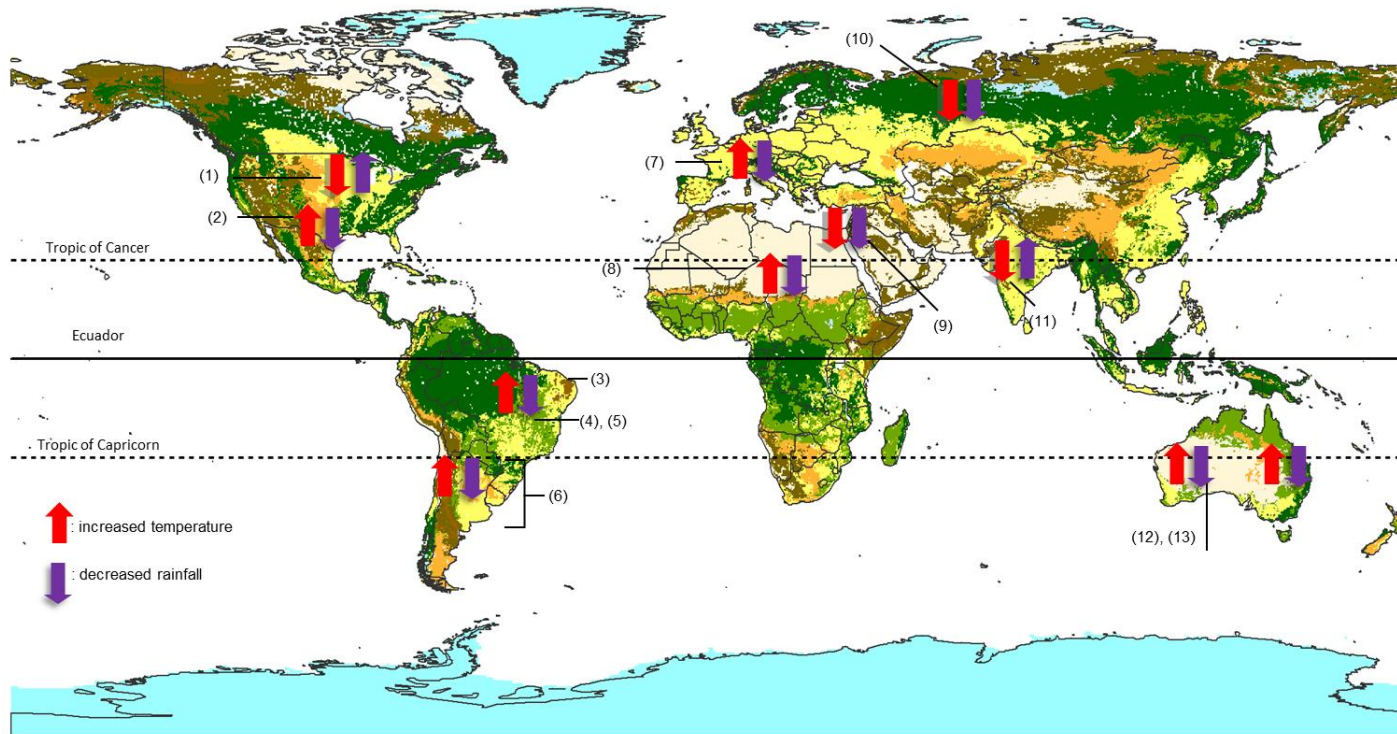 (10)
(7)
(1)
(2)
Tropic of Cancer
(8)
(9)
(11)
Ecuador
(3)
(4), (5)
Tropic of Capricorn
(6)
: increased temperature
(12), (13)
: decreased rainfall